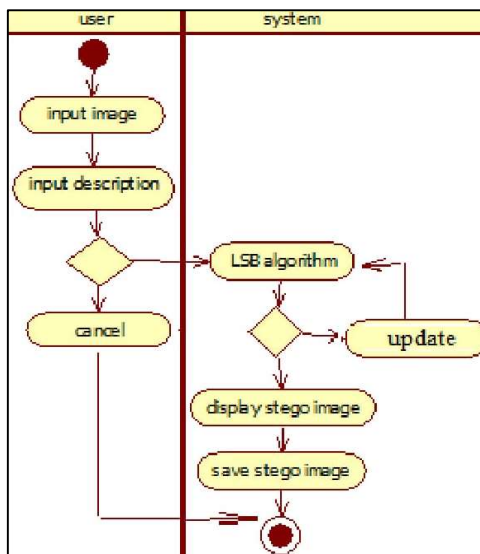 user
system
input image
input description
LSB algorithm
cancel
update
display stego image
save stego image